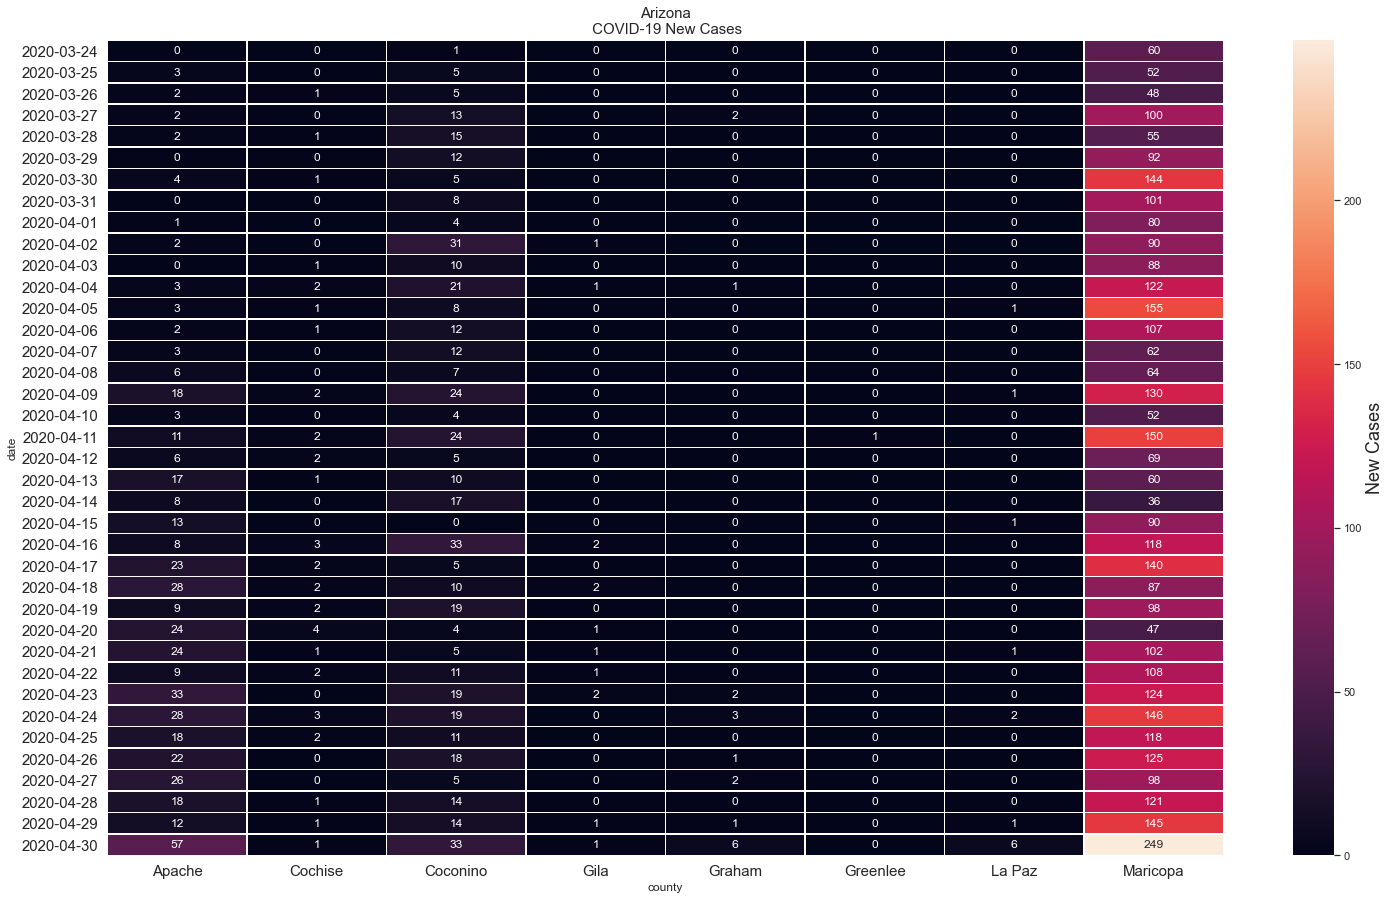 Arizona
COVID-19 New Cases
2020-03-24 0 0 1 0 0 0 0 60
2020-03-25 3 0 5 0 0 0 0 52
2020-03-26 2 1 5 0 0 0 0 48
2020-03-27 2 0 13 0 2 0 0 100
2020-03-28 2 1 15 0 0 0 0 55
2020-03-29 0 0 12 0 0 0 0 92
2020-03-30 4 1 5 0 0 0 0 144
2020-03-31 0 0 8 0 0 0 0 101
2020-04-01 1 0 4 0 0 0 0 80
2020-04-02 2 0 31 1 0 0 0 90
2020-04-03 0 1 10 0 0 0 0 88
2020-04-04 3 2 21 1 1 0 0 122
2020-04-05 3 1 8 0 0 0 1 155
2020-04-06 2 1 12 0 0 0 0 107
2020-04-07 3 0 12 0 0 0 0 62
2020-04-08 6 0 7 0 0 0 0 64
2020-04-09 18 2 24 0 0 0 1 130
2020-04-10 3 0 4 0 0 0 0 52
2020-04-11 11 2 24 0 0 1 0 150
2020-04-12 6 2 5 0 0 0 0 69
2020-04-13 17 1 10 0 0 0 0 60
2020-04-14 8 0 17 0 0 0 0 36
2020-04-15 13 0 0 0 0 0 1 90
2020-04-16 8 3 33 2 0 0 0 118
2020-04-17 23 2 5 0 0 0 0 140
2020-04-18 28 2 10 2 0 0 0 87
2020-04-19 9 2 19 0 0 0 0 98
2020-04-20 24 4 4 1 0 0 0 47
2020-04-21 24 1 5 1 0 0 1 102
2020-04-22 9 2 11 1 0 0 0 108
2020-04-23 33 0 19 2 2 0 0 124
2020-04-24 28 3 19 0 3 0 2 146
2020-04-25 18 2 11 0 0 0 0 118
2020-04-26 22 0 18 0 1 0 0 125
2020-04-27 26 0 5 0 2 0 0 98
2020-04-28 18 1 14 0 0 0 0 121
2020-04-29 12 1 14 1 1 0 1 145
2020-04-30 57 1 33 1 6 0 6 249
Apache Cochise Coconino Gila Graham Greenlee La Paz Maricopa
county
date
200
150
100
50
0
New Cases